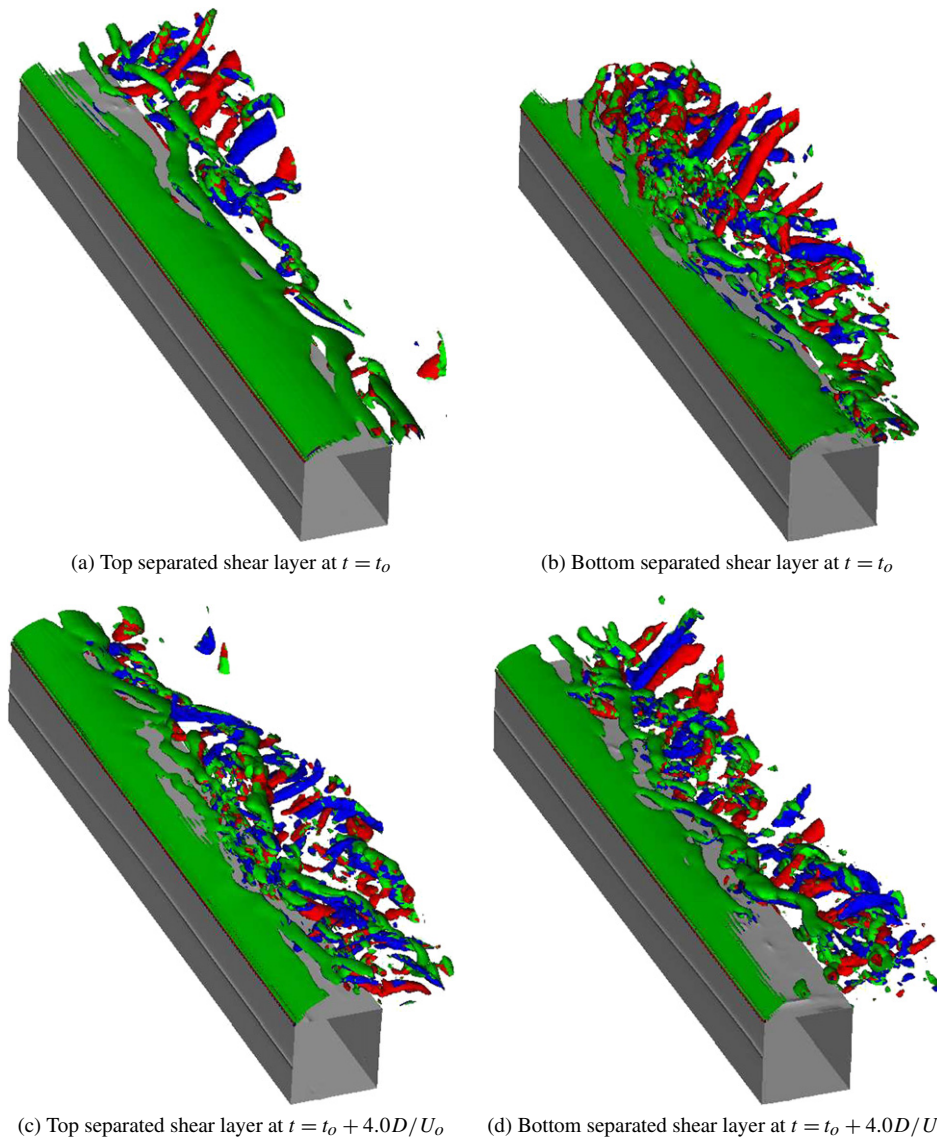 (a) Top separated shear layer at t = t_o
(b) Bottom separated shear layer at t = t_o
(c) Top separated shear layer at t = t_o + 4.0D/U_o
(d) Bottom separated shear layer at t = t_o + 4.0D/U